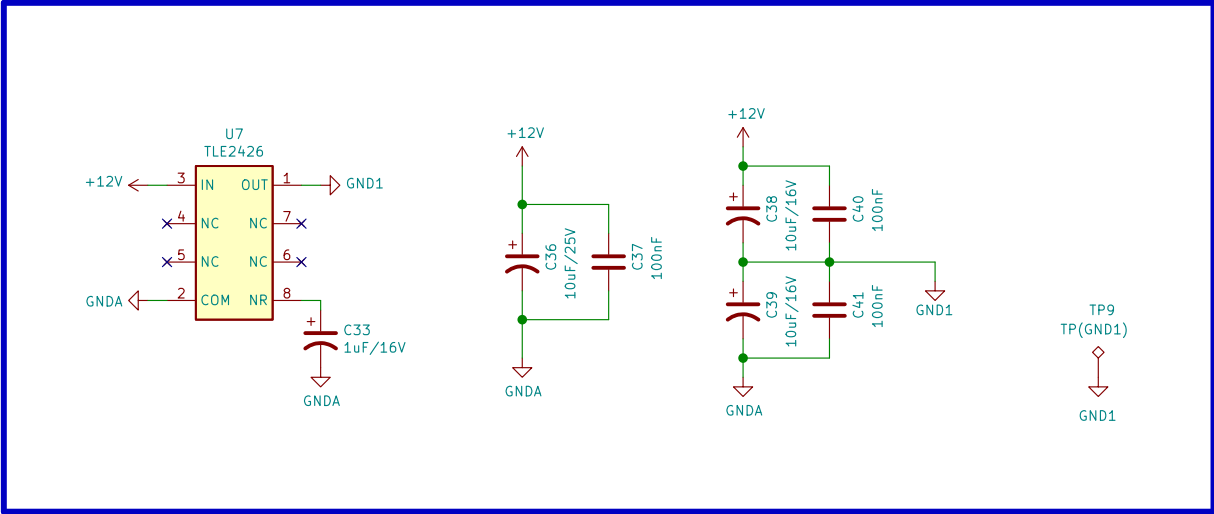 U7
TLE2426
+12V
3
IN
OUT
1
GND1
4
NC
NC
7
5
NC
NC
6
GNDA
2
COM
NR
8
+
C33
1uF/16V
GNDA
+12V
+
C36
10uF/25V
C37
100nF
GNDA
+12V
+
C38
10uF/16V
C40
100nF
+
C39
10uF/16V
C41
100nF
GND1
GNDA
TP9
TP(GND1)
GND1